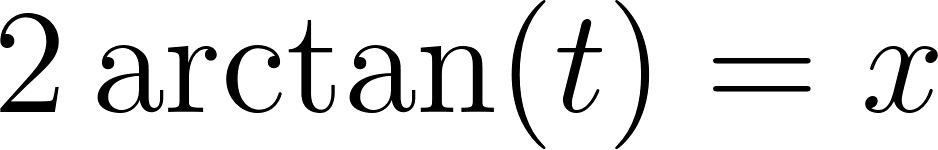 2 arctan(t) = x